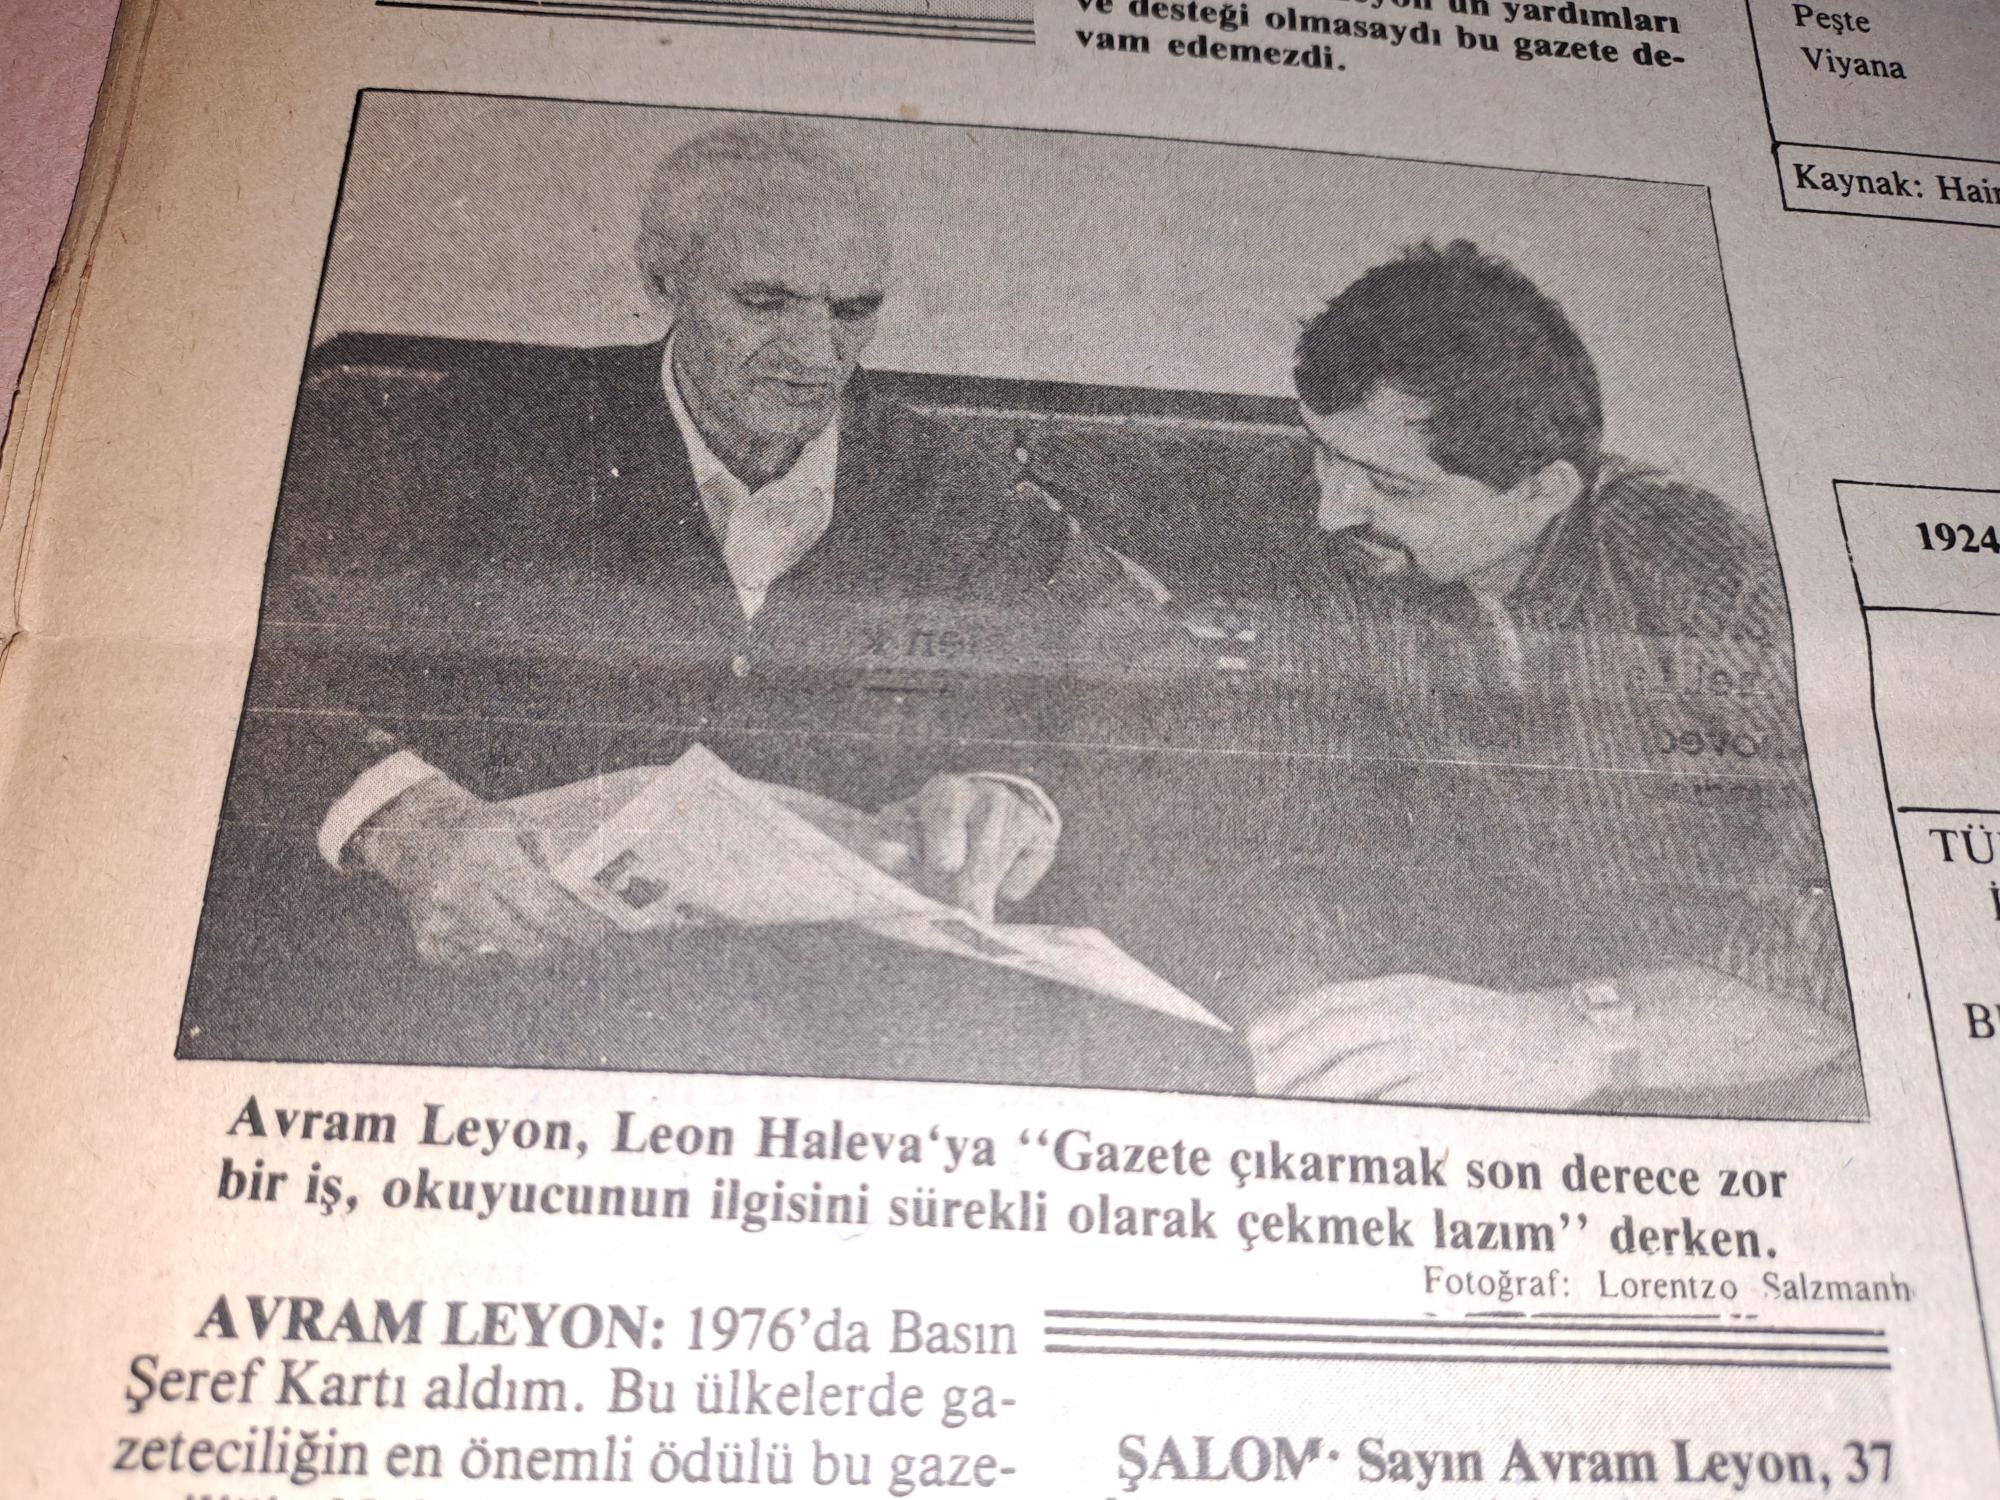 un yardımları
ve desteği olmasaydı bu gazete de-
vam edemezdi.
Peşte
Viyana
Kaynak:
1924
Avram Leyon, Leon Haleva‘ya ‘‘Gazete çıkarmak son derece zor
bir iş, okuyucunun ilgisini sürekli olarak çekmek lazım’’ derken.
Fotoğraf: Lorentzo Salzmann
AVRAM LEYON: 1976’da Basın
Şeref Kartı aldım. Bu ülkelerde ga-
zeteciliğin en önemli ödülü bu gaze-
ŞALOM: Sayın Avram Leyon, 37